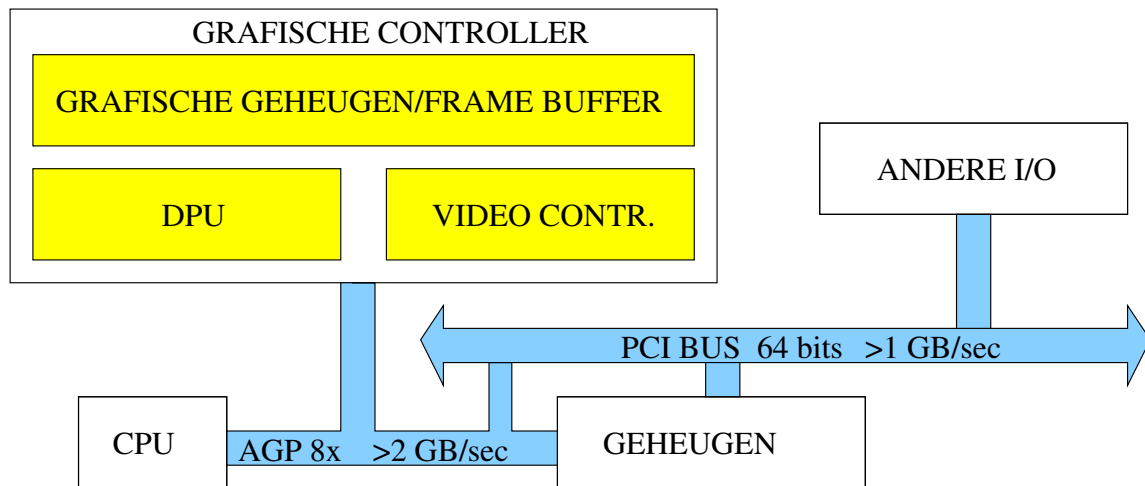 GRAFISCHE CONTROLLER
GRAFISCHE GEHEUGEN/FRAME BUFFER
DPU
VIDEO CONTR.
ANDERE I/O
PCI BUS 64 bits >1 GB/sec
CPU
AGP 8x >2 GB/sec
GEHEUGEN